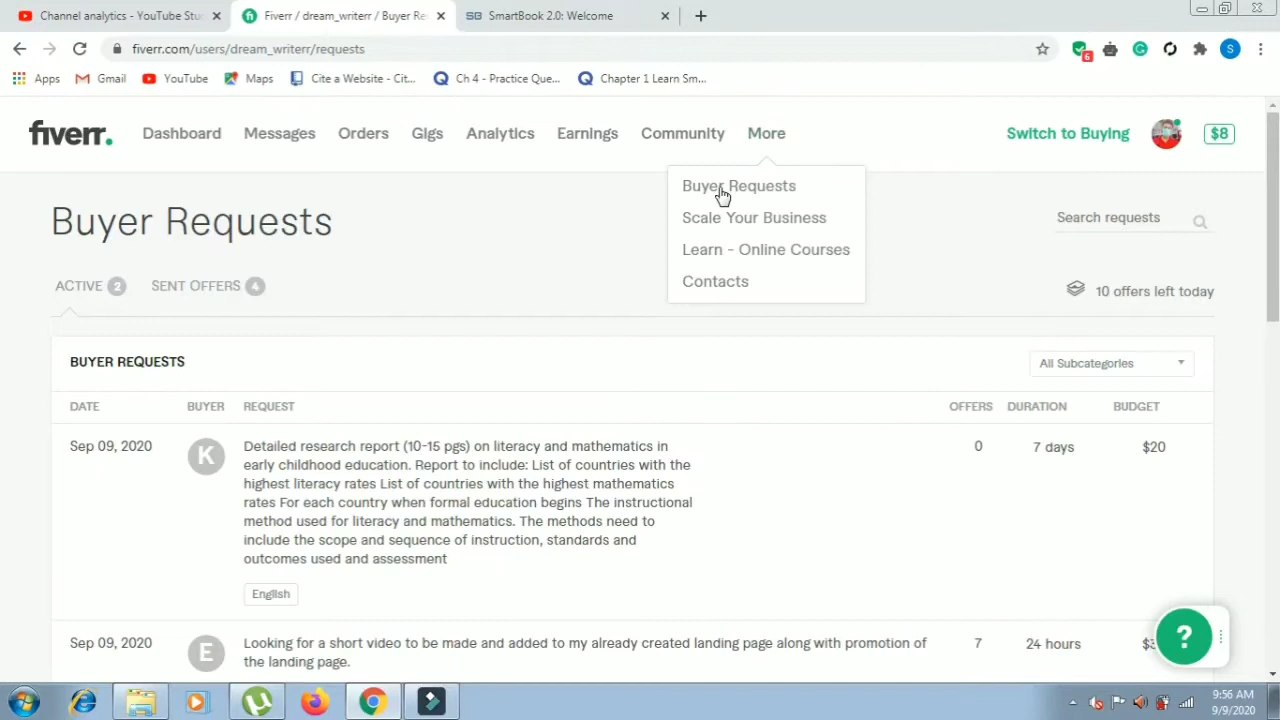 Channel analytics - YouTube Stu
Fiverr / dream_writerr / Buyer Re
SmartBook 2.0: Welcome
fiverr.com/users/dream_writerr/requests
6
S
Apps
Gmail
YouTube
Maps
Cite a Website - Cit...
Ch 4 - Practice Que...
Chapter 1 Learn Sm...
fiverr.
Dashboard
Messages
Orders
Gigs
Analytics
Earnings
Community
More
Switch to Buying
$8
Buyer Requests
Scale Your Business
Learn - Online Courses
Contacts
Buyer Requests
Search requests
ACTIVE 2
SENT OFFERS 4
10 offers left today
BUYER REQUESTS
All Subcategories
DATE
BUYER
REQUEST
OFFERS
DURATION
BUDGET
Sep 09, 2020
K
Detailed research report (10-15 pgs) on literacy and mathematics in
early childhood education. Report to include: List of countries with the
highest literacy rates List of countries with the highest mathematics
rates For each country when formal education begins The instructional
method used for literacy and mathematics. The methods need to
include the scope and sequence of instruction, standards and
outcomes used and assessment
0
7 days
$20
English
Sep 09, 2020
E
Looking for a short video to be made and added to my already created landing page along with promotion of
the landing page.
7
24 hours
?
9:56 AM
9/9/2020